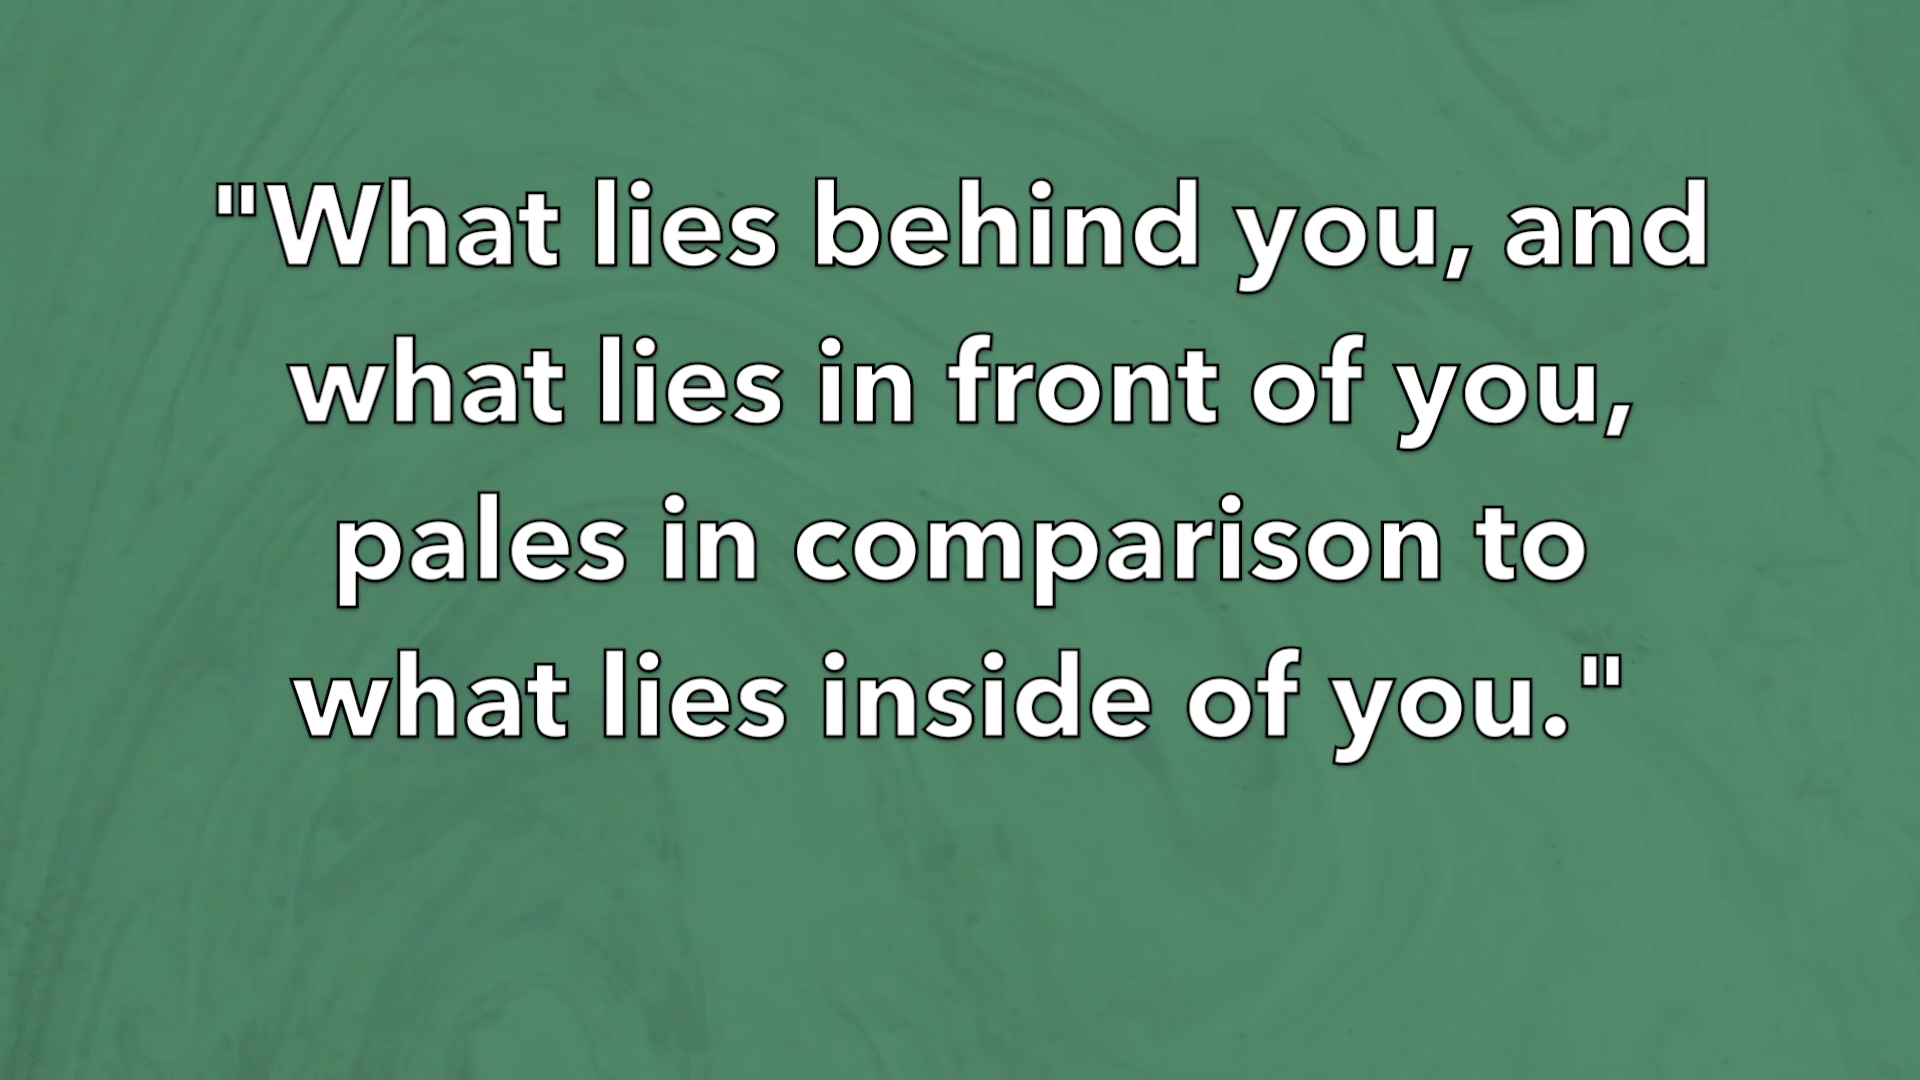 "What lies behind you, and
what lies in front of you,
pales in comparison to
what lies inside of you."